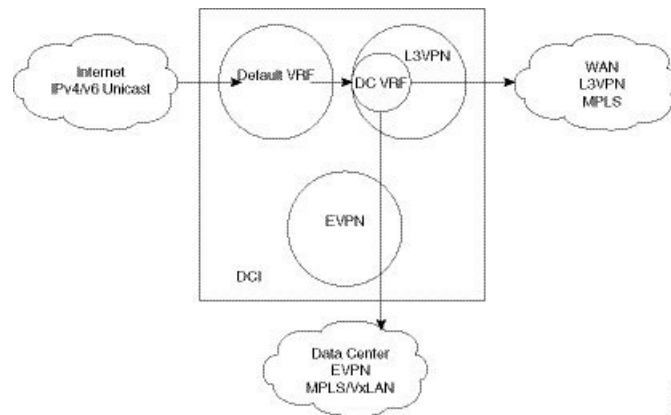 Internet
IPv4/v6 Unicast
Default VRF
L3VPN
DC VRF
WAN
L3VPN
MPLS
EVPN
DCI
Data Center
EVPN
MPLS/VxLAN